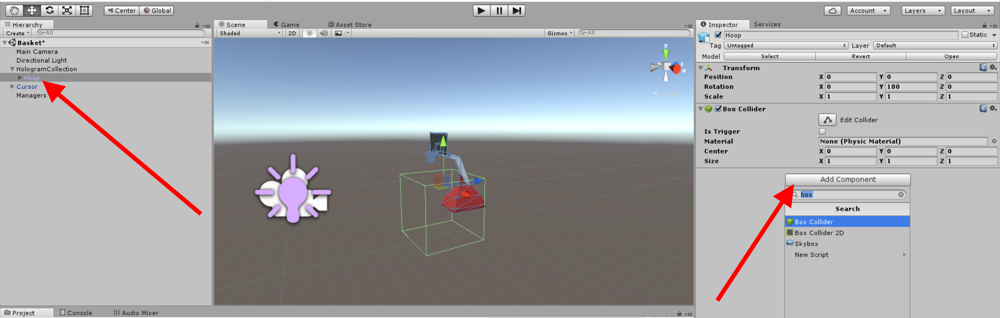 Center Global
Account Layers Layout
Hierarchy
Create All
Basket*
Main Camera
Directional Light
HologramCollection
Hoop
Cursor
Managers
Scene Game Asset Store
Shaded 2D Gizmos All
y
z
x
Inspector Services
Hoop Static
Tag Untagged Layer Default
Model Select Revert Open
Transform
Position X 0 Y 0 Z 0
Rotation X 0 Y 180 Z 0
Scale X 1 Y 1 Z 1
Box Collider
Edit Collider
Is Trigger
Material None (Physic Material)
Center X 0 Y 0 Z 0
Size X 1 Y 1 Z 1
Add Component
box
Search
Box Collider
Box Collider 2D
Skybox
New Script
Project Console Audio Mixer